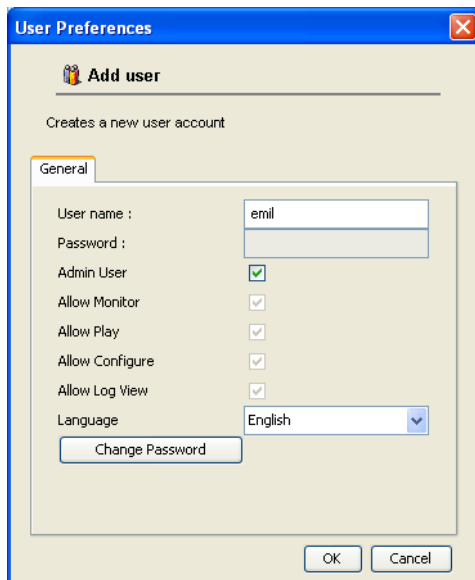 User Preferences
Add user
Creates a new user account
General
User name : emil
Password :
Admin User
Allow Monitor
Allow Play
Allow Configure
Allow Log View
Language English
Change Password
OK Cancel